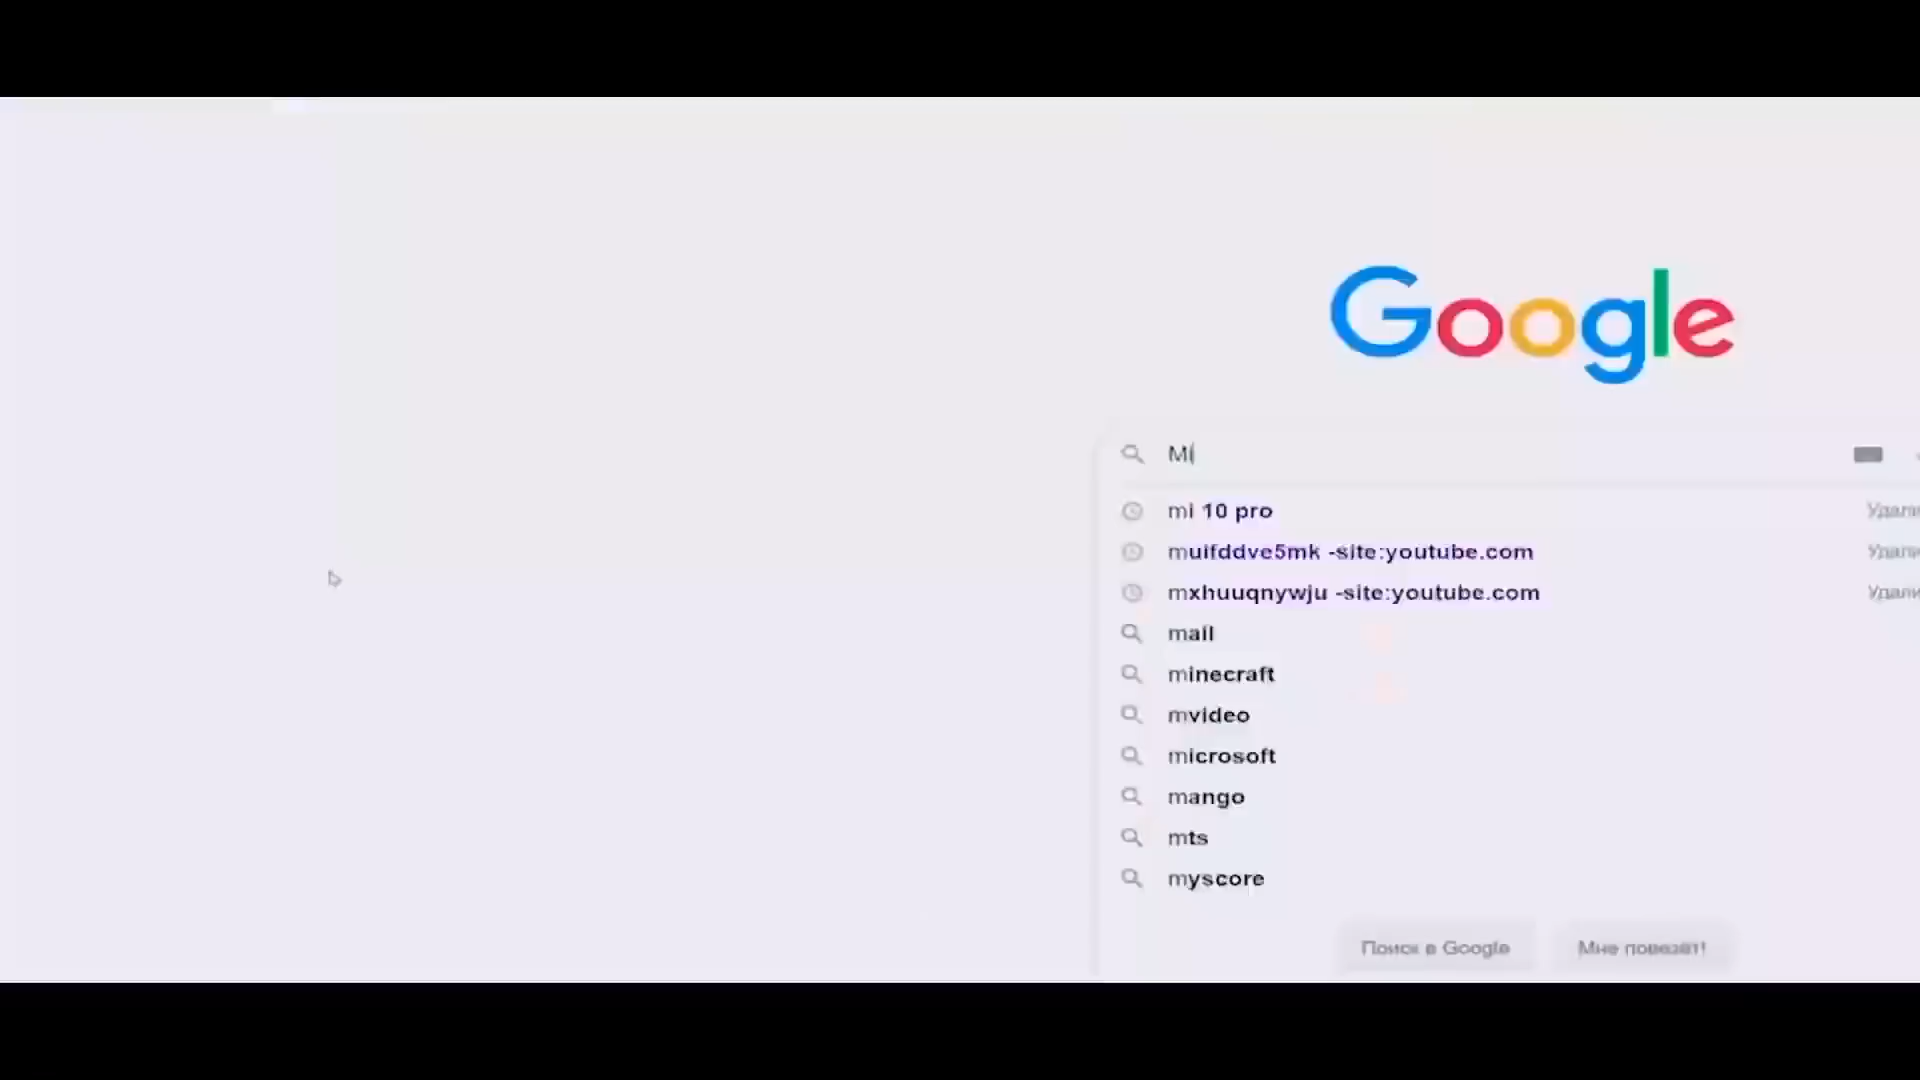 Google
Mi
mi 10 pro
muifddve5mk -site:youtube.com
mxhuuqnywju -site:youtube.com
mail
minecraft
mvideo
microsoft
mango
mts
myscore
Поиск в Google
Мне повезёт!